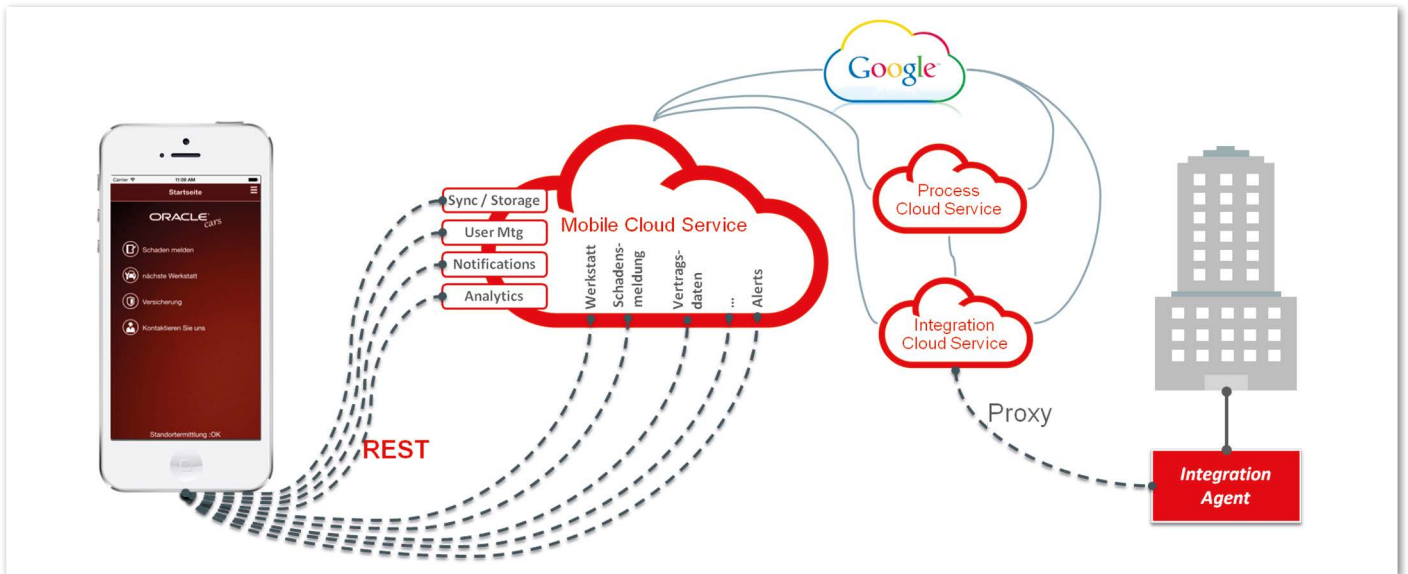 Carrier
11:09 AM
Startseite
ORACLE
cars
Schaden melden
nächste Werkstatt
Versicherung
Kontaktieren Sie uns
Standortermittlung :OK
REST
Sync / Storage
User Mtg
Notifications
Analytics
Mobile Cloud Service
Werkstatt
Schadens-
meldung
Vertrags-
daten
...
Alerts
Google
Process
Cloud Service
Integration
Cloud Service
Proxy
Integration
Agent